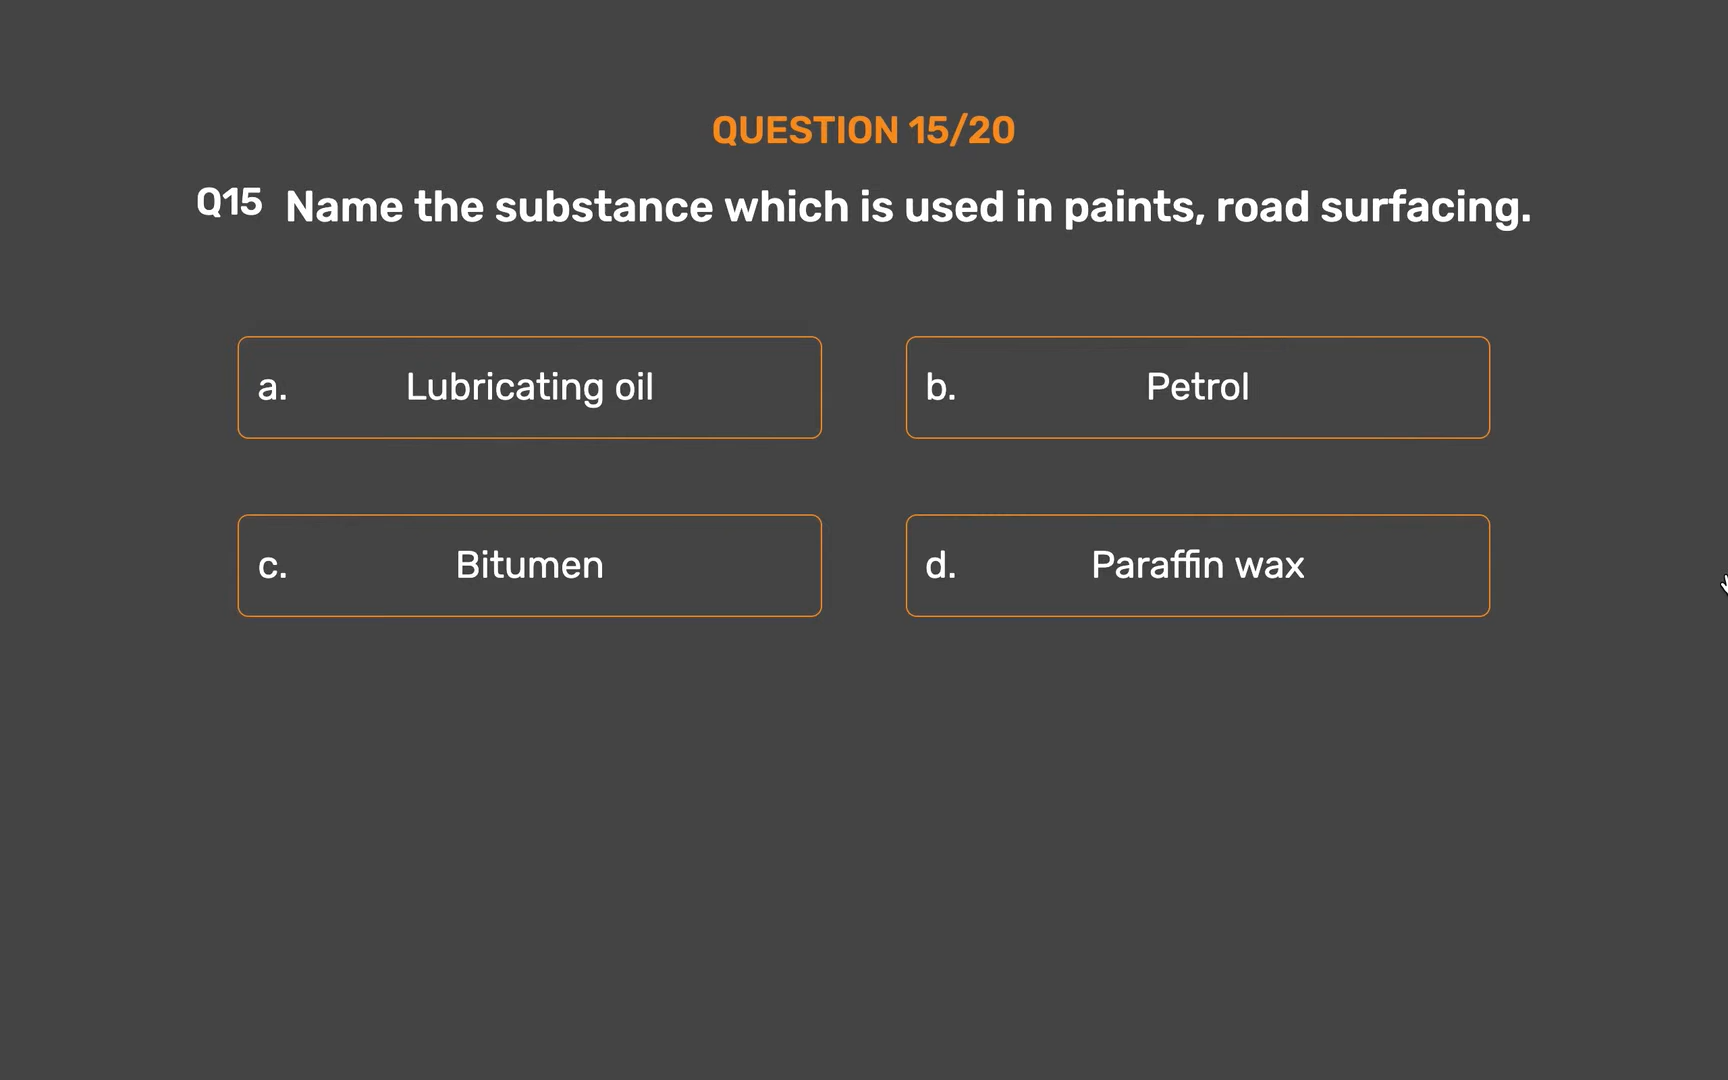 QUESTION 15/20
Q15 Name the substance which is used in paints, road surfacing.
a. Lubricating oil
b. Petrol
c. Bitumen
d. Paraffin wax